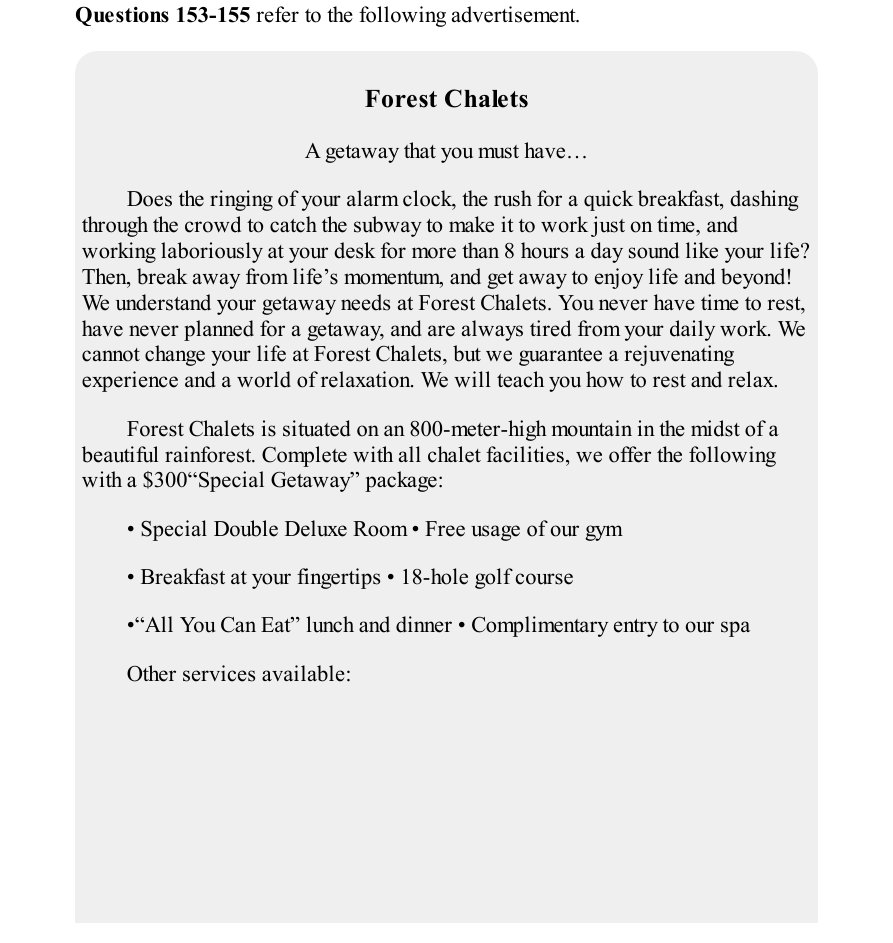 Questions 153-155 refer to the following advertisement.
Forest Chalets
A getaway that you must have…
Does the ringing of your alarm clock, the rush for a quick breakfast, dashing
through the crowd to catch the subway to make it to work just on time, and
working laboriously at your desk for more than 8 hours a day sound like your life?
Then, break away from life’s momentum, and get away to enjoy life and beyond!
We understand your getaway needs at Forest Chalets. You never have time to rest,
have never planned for a getaway, and are always tired from your daily work. We
cannot change your life at Forest Chalets, but we guarantee a rejuvenating
experience and a world of relaxation. We will teach you how to rest and relax.
Forest Chalets is situated on an 800-meter-high mountain in the midst of a
beautiful rainforest. Complete with all chalet facilities, we offer the following
with a $300“Special Getaway” package:
• Special Double Deluxe Room • Free usage of our gym
• Breakfast at your fingertips • 18-hole golf course
•“All You Can Eat” lunch and dinner • Complimentary entry to our spa
Other services available: